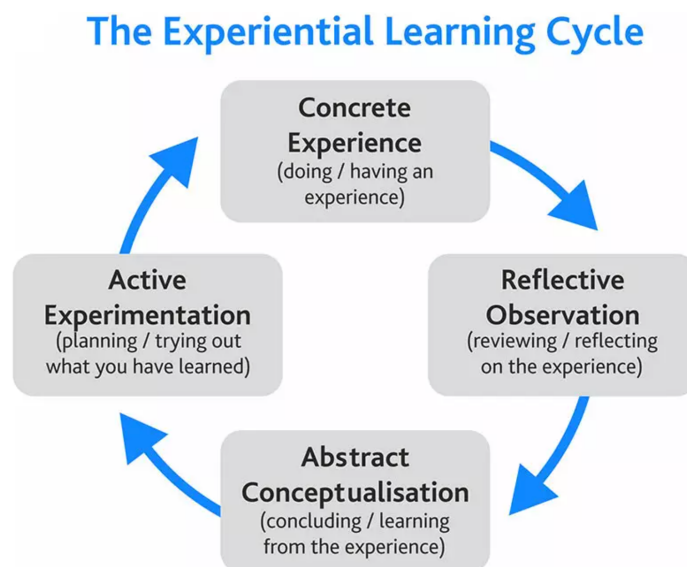 The Experiential Learning Cycle
Concrete
Experience
(doing / having an
experience)
Active
Experimentation
(planning / trying out
what you have learned)
Reflective
Observation
(reviewing / reflecting
on the experience)
Abstract
Conceptualisation
(concluding / learning
from the experience)